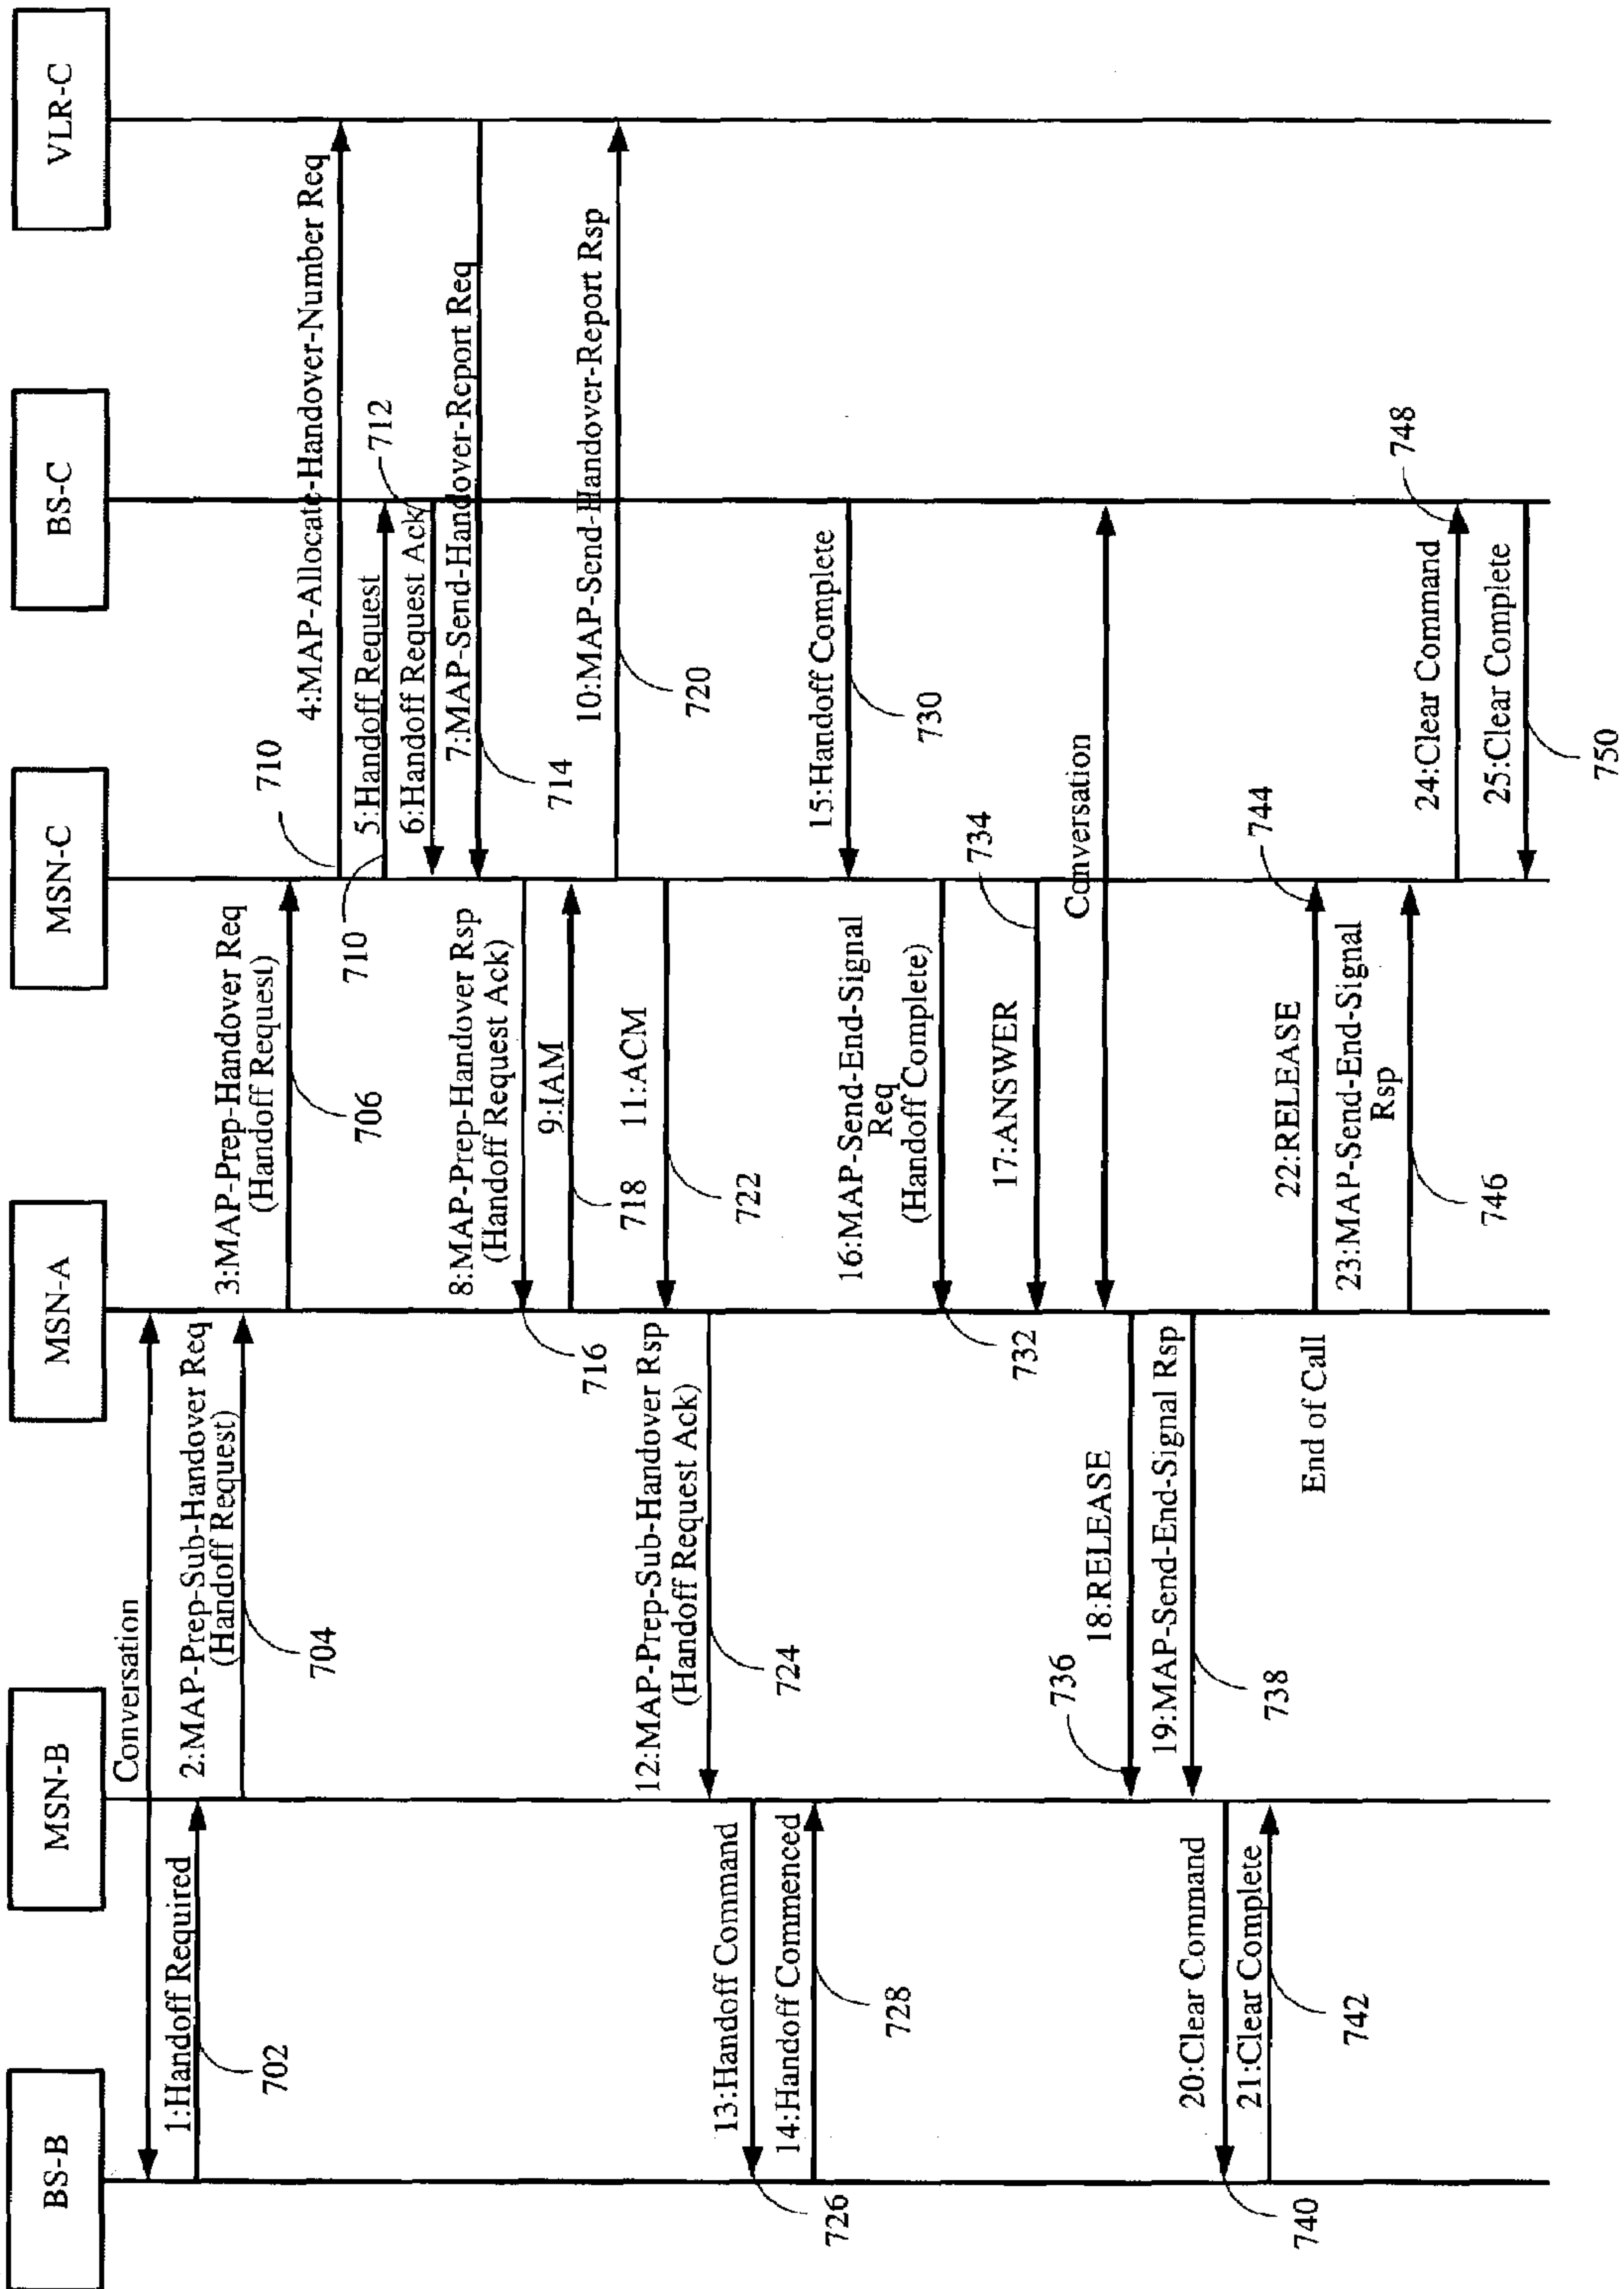 BS-B
MSN-B
MSN-A
MSN-C
BS-C
VLR-C
Conversation
1:Handoff Required
702
2:MAP-Prep-Sub-Handover Req
(Handoff Request)
704
3:MAP-Prep-Handover Req
(Handoff Request)
706
710
4:MAP-Allocate-Handover-Number Req
710
5:Handoff Request
6:Handoff Request Ack
712
7:MAP-Send-Handover-Report Req
714
8:MAP-Prep-Handover Rsp
(Handoff Request Ack)
716
9:IAM
718
10:MAP-Send-Handover-Report Rsp
720
11:ACM
722
12:MAP-Prep-Sub-Handover Rsp
(Handoff Request Ack)
724
13:Handoff Command
726
14:Handoff Commenced
728
15:Handoff Complete
730
16:MAP-Send-End-Signal
Req
(Handoff Complete)
732
17:ANSWER
734
Conversation
18:RELEASE
736
19:MAP-Send-End-Signal Rsp
738
20:Clear Command
740
21:Clear Complete
742
End of Call
22:RELEASE
744
23:MAP-Send-End-Signal
Rsp
746
24:Clear Command
748
25:Clear Complete
750